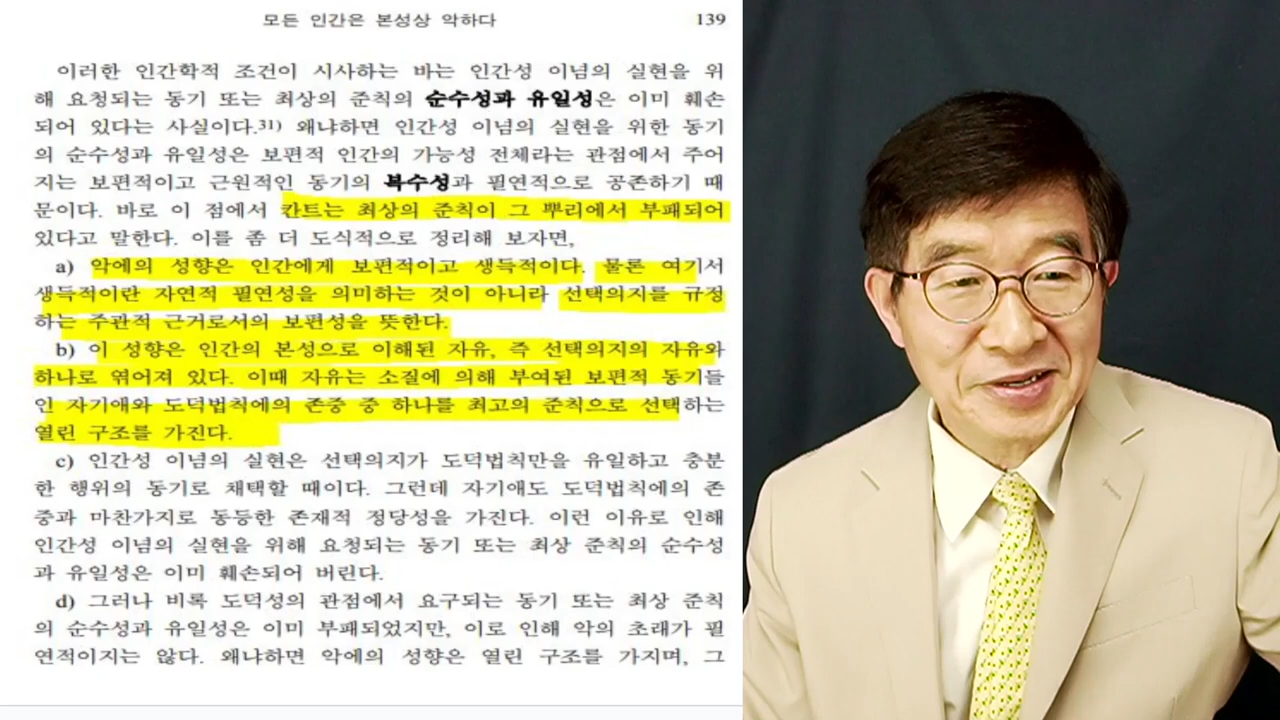 모든 인간은 본성상 악하다 139
이러한 인간학적 조건이 시사하는 바는 인간성 이념의 실현을 위
해 요청되는 동기 또는 최상의 준칙의 순수성과 유일성은 이미 훼손
되어 있다는 사실이다.31) 왜냐하면 인간성 이념의 실현을 위한 동기
의 순수성과 유일성은 보편적 인간의 가능성 전체라는 관점에서 주어
지는 보편적이고 근원적인 동기의 복수성과 필연적으로 공존하기 때
문이다. 바로 이 점에서 칸트는 최상의 준칙이 그 뿌리에서 부패되어
있다고 말한다. 이를 좀 더 도식적으로 정리해 보자면,
a) 악에의 성향은 인간에게 보편적이고 생득적이다. 물론 여기서
생득적이란 자연적 필연성을 의미하는 것이 아니라 선택의지를 규정
하는 주관적 근거로서의 보편성을 뜻한다.
b) 이 성향은 인간의 본성으로 이해된 자유, 즉 선택의지의 자유와
하나로 엮어져 있다. 이때 자유는 소질에 의해 부여된 보편적 동기들
인 자기애와 도덕법칙에의 존중 중 하나를 최고의 준칙으로 선택하는
열린 구조를 가진다.
c) 인간성 이념의 실현은 선택의지가 도덕법칙만을 유일하고 충분
한 행위의 동기로 채택할 때이다. 그런데 자기애도 도덕법칙에의 존
중과 마찬가지로 동등한 존재적 정당성을 가진다. 이런 이유로 인해
인간성 이념의 실현을 위해 요청되는 동기 또는 최상 준칙의 순수성
과 유일성은 이미 훼손되어 버린다.
d) 그러나 비록 도덕성의 관점에서 요구되는 동기 또는 최상 준칙
의 순수성과 유일성은 이미 부패되었지만, 이로 인해 악의 초래가 필
연적이지는 않다. 왜냐하면 악에의 성향은 열린 구조를 가지며, 그